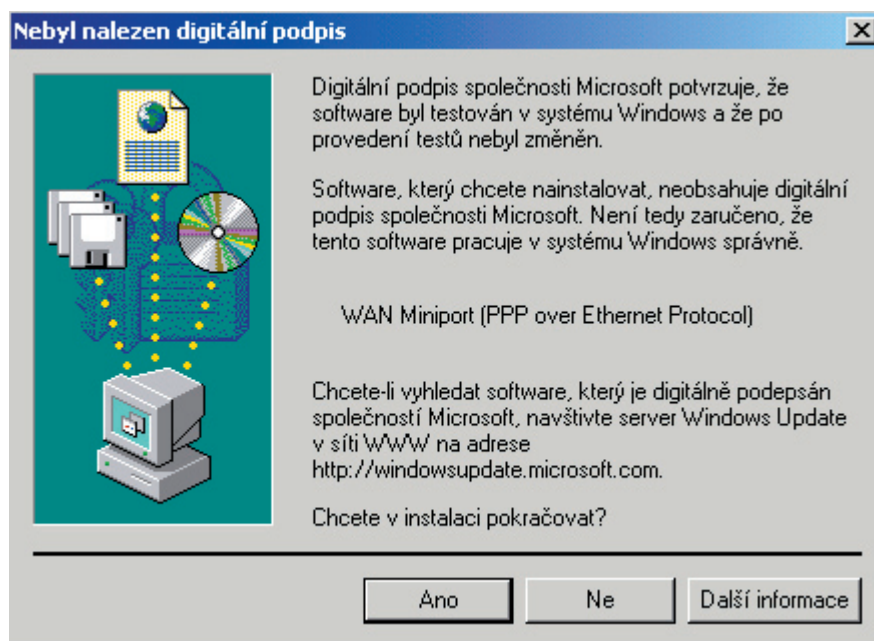 Nebyl nalezen digitální podpis
Digitální podpis společnosti Microsoft potvrzuje, že
software byl testován v systému Windows a že po
provedení testů nebyl změněn.
Software, který chcete nainstalovat, neobsahuje digitální
podpis společnosti Microsoft. Není tedy zaručeno, že
tento software pracuje v systému Windows správně.
WAN Miniport (PPP over Ethernet Protocol)
Chcete-li vyhledat software, který je digitálně podepsán
společností Microsoft, navštivte server Windows Update
v síti WWW na adrese
http://windowsupdate.microsoft.com.
Chcete v instalaci pokračovat?
Ano
Ne
Další informace